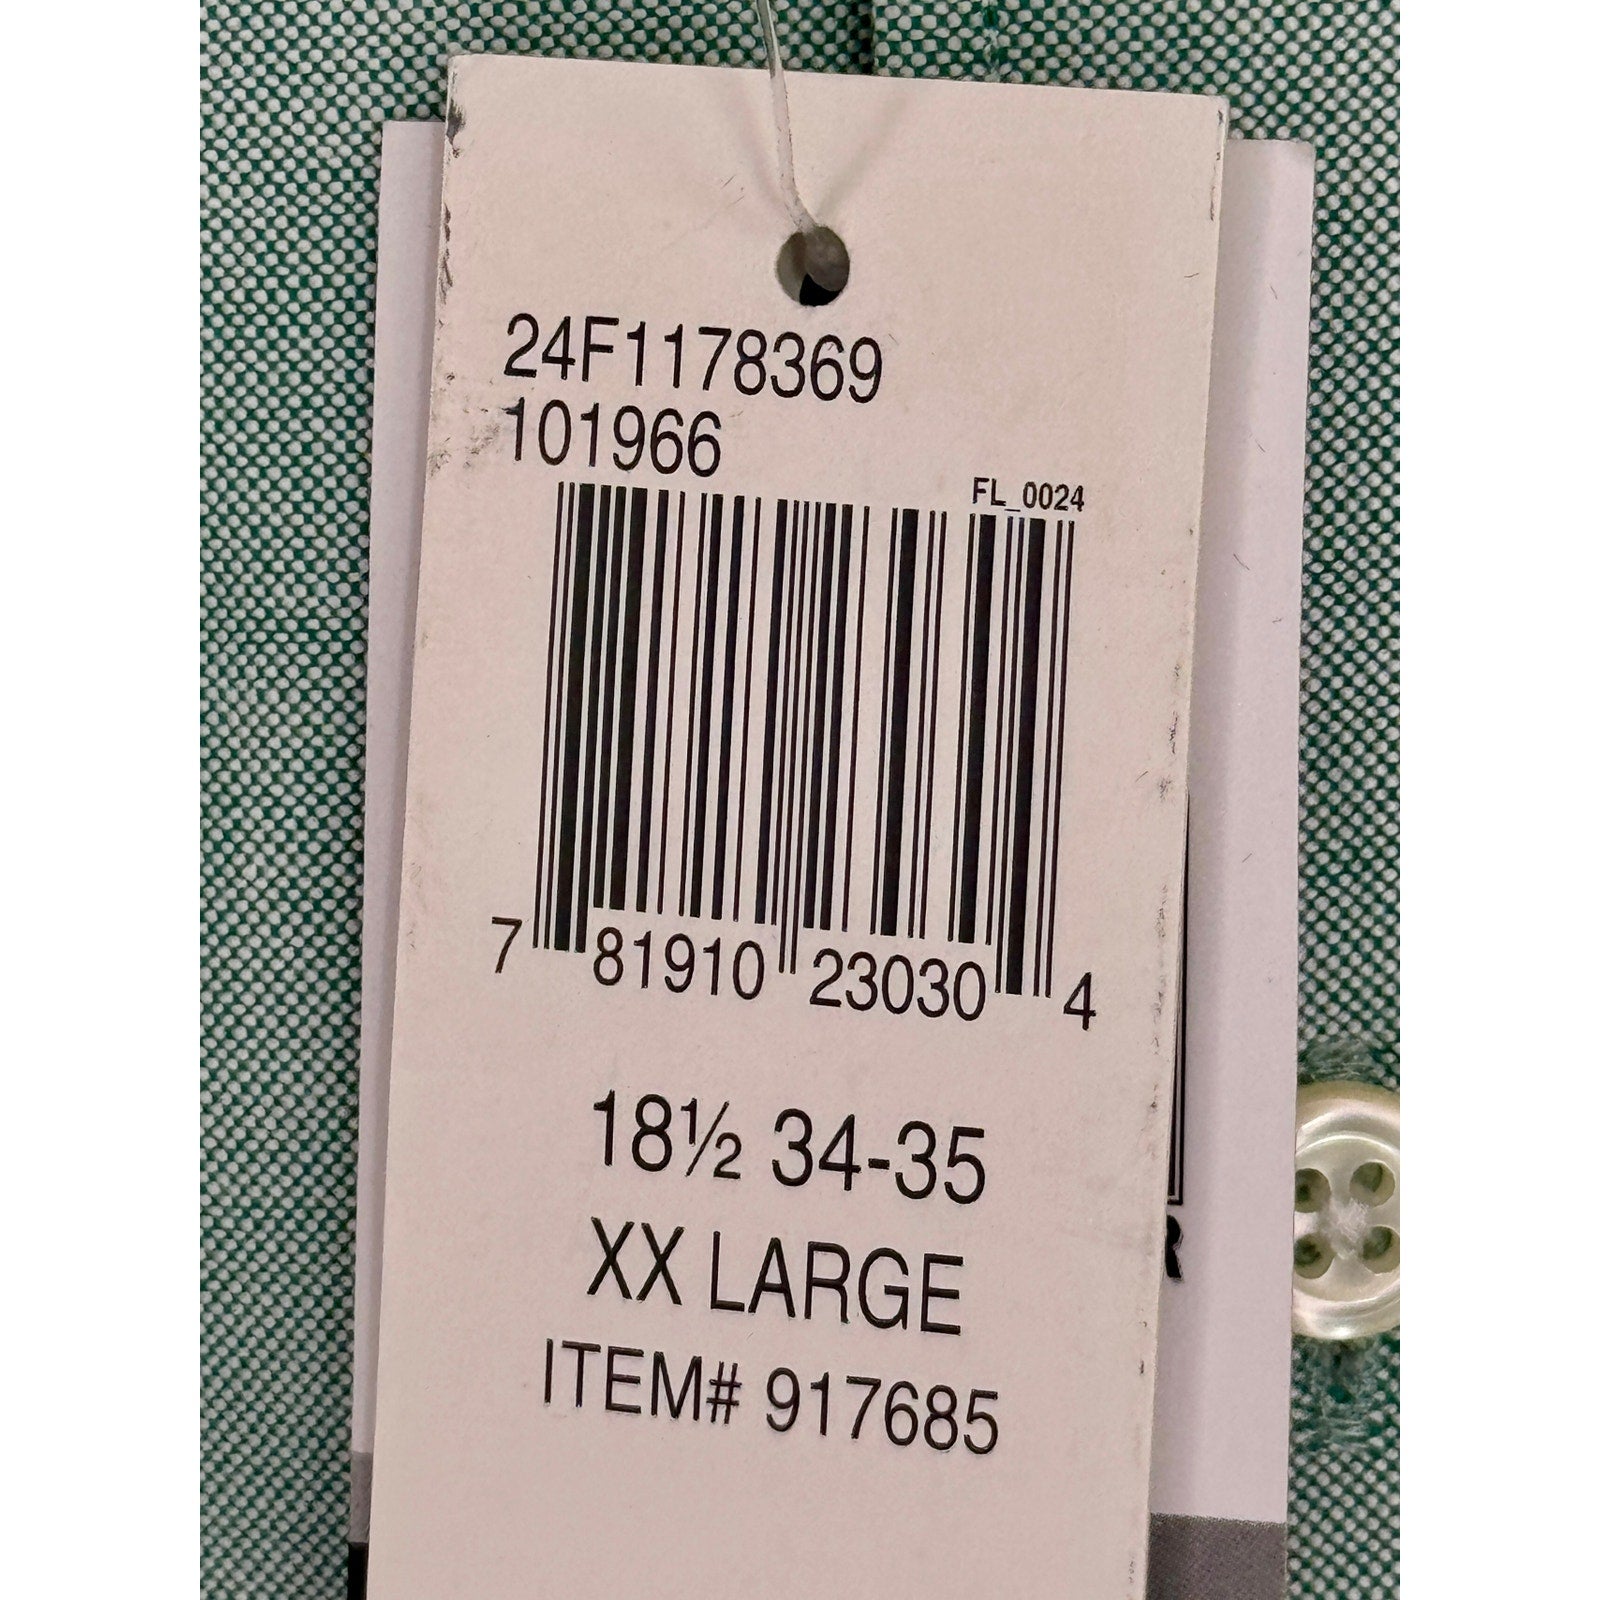 24F1178369
101966
FL_0024
7 81910 23030 4
18½ 34-35
XX LARGE
ITEM# 917685
R